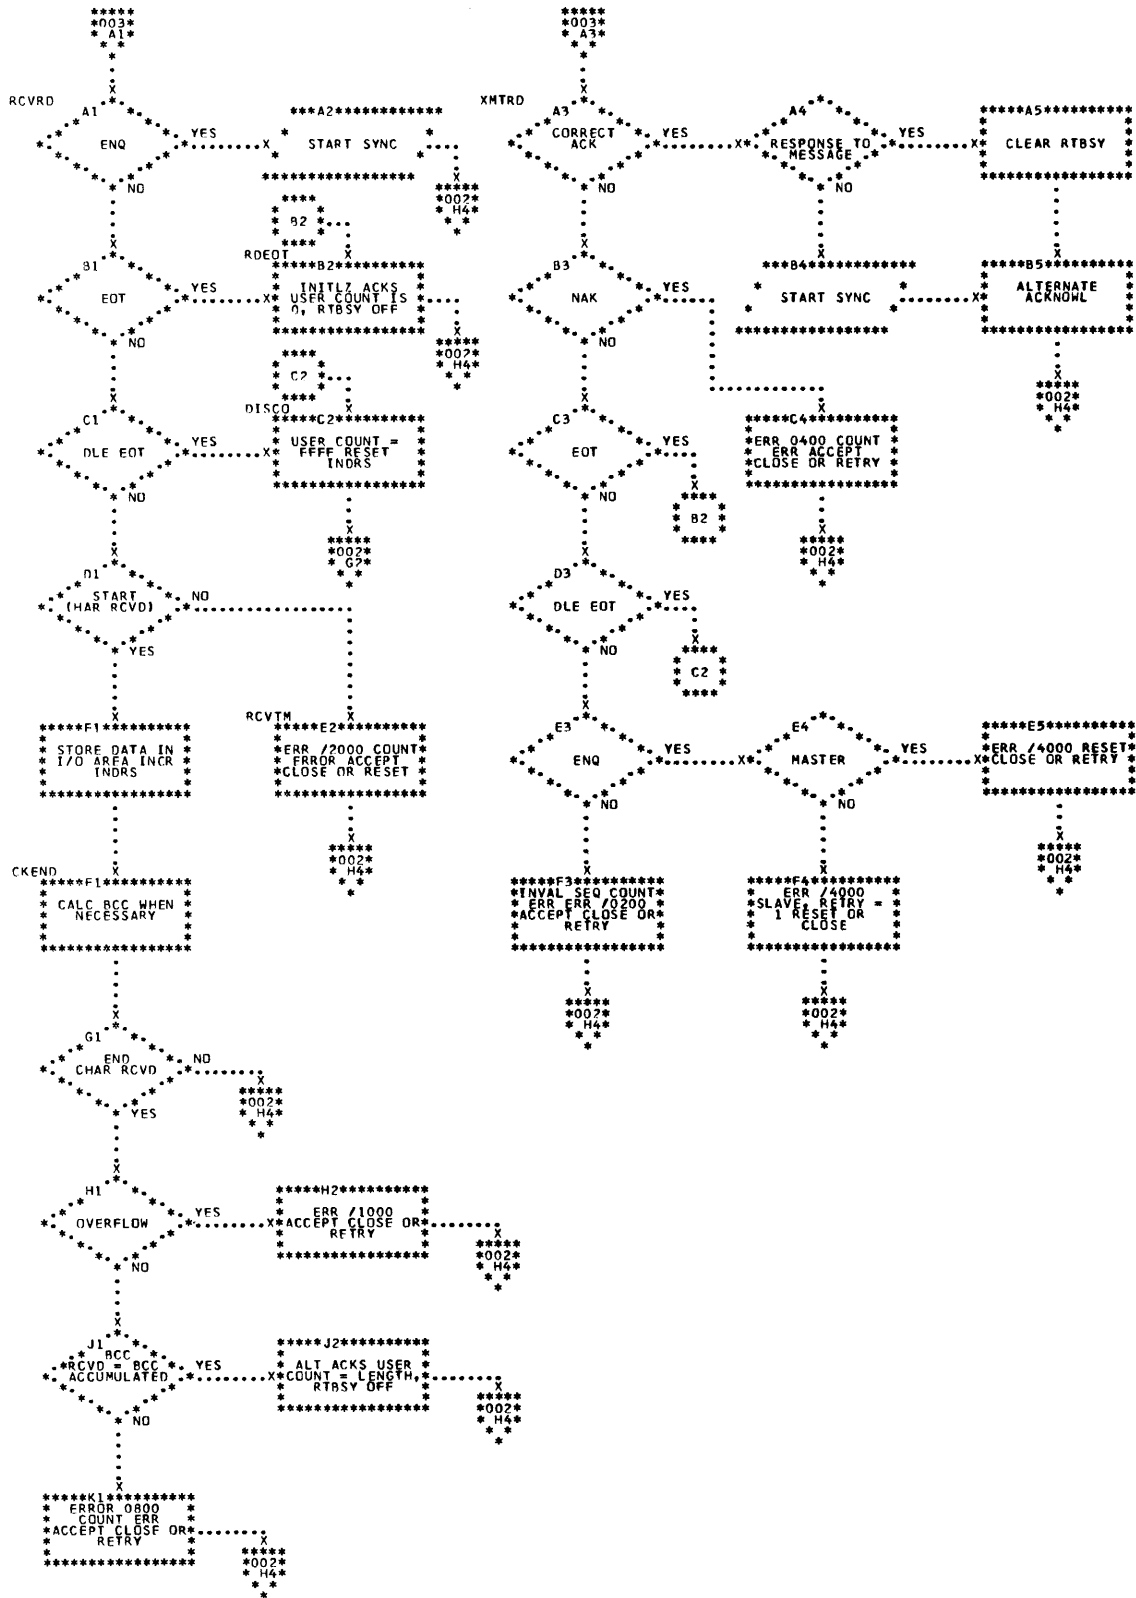 003
A1
RCVRD
A1
ENQ
YES
NO
A2
START SYNC
002
H4
B2
RDEOT
B1
EOT
YES
NO
B2
INITLZ ACKS
USER COUNT IS
0, RTBSY OFF
002
H4
C2
DISCO
C1
DLE EOT
YES
NO
C2
USER COUNT =
FFFF RESET
INDRS
002
G2
D1
START
(HAR RCVD)
NO
YES
F1
STORE DATA IN
I/O AREA INCR
INDRS
RCVTM
E2
ERR /2000 COUNT
ERROR ACCEPT
CLOSE OR RESET
002
H4
CKEND
F1
CALC BCC WHEN
NECESSARY
G1
END
CHAR RCVD
NO
YES
002
H4
H1
OVERFLOW
YES
NO
H2
ERR /1000
ACCEPT CLOSE OR
RETRY
002
H4
J1
BCC
RCVD = BCC
ACCUMULATED
YES
NO
J2
ALT ACKS USER
COUNT = LENGTH,
RTBSY OFF
002
H4
K1
ERROR 0800
COUNT ERR
ACCEPT CLOSE OR
RETRY
002
H4
003
A3
XMTRD
A3
CORRECT
ACK
YES
NO
A4
RESPONSE TO
MESSAGE
YES
NO
A5
CLEAR RTBSY
B3
NAK
YES
NO
B4
START SYNC
B5
ALTERNATE
ACKNOWL
002
H4
C3
EOT
YES
NO
B2
C4
ERR 0400 COUNT
ERR ACCEPT
CLOSE OR RETRY
002
H4
D3
DLE EOT
YES
NO
C2
E3
ENQ
YES
NO
E4
MASTER
YES
NO
E5
ERR /4000 RESET
CLOSE OR RETRY
002
H4
F3
INVAL SEQ COUNT
ERR ERR /0200
ACCEPT CLOSE OR
RETRY
002
H4
F4
ERR /4000
SLAVE, RETRY =
1 RESET OR
CLOSE
002
H4